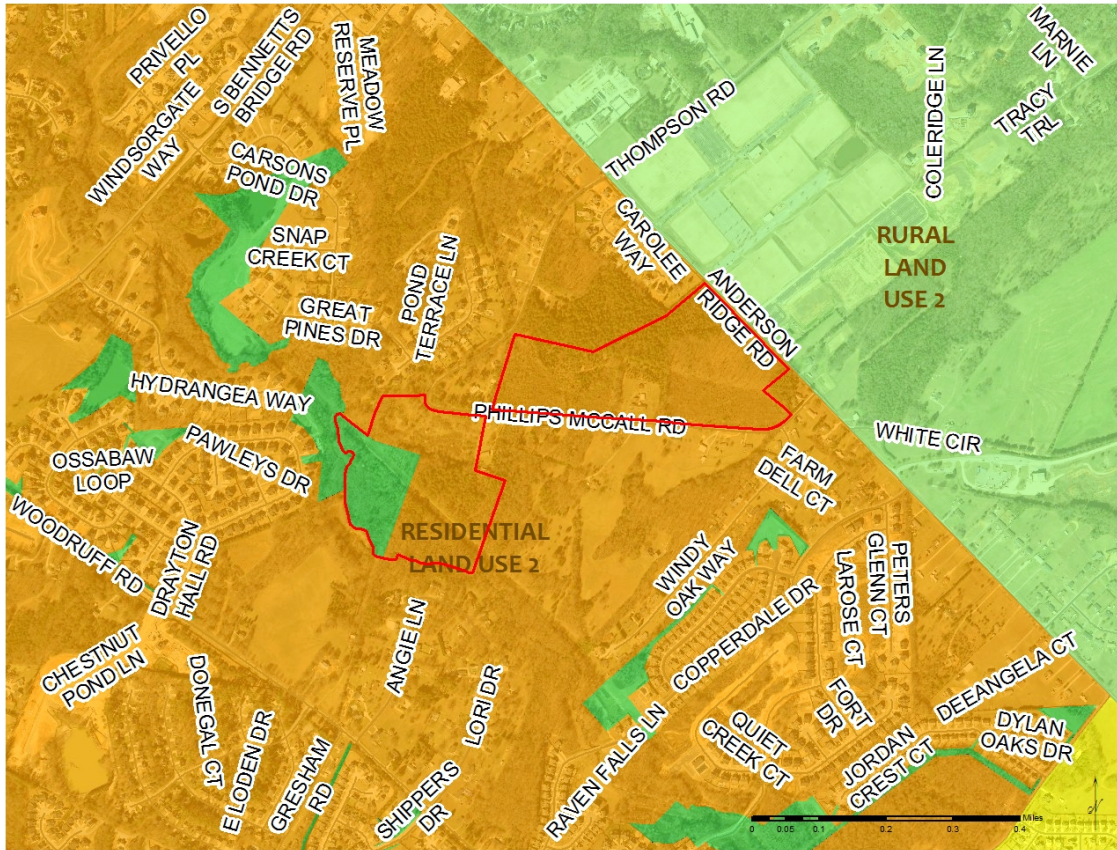 PRIVELLO
PL
S BENNETTS
BRIDGE RD
MEADOW
RESERVE PL
MARNIE
LN
WINDSORGATE
WAY
THOMPSON RD
COLERIDGE LN
TRACY
TRL
CARSONS
POND DR
CAROLEE
WAY
SNAP
CREEK CT
POND
TERRACE LN
RURAL
LAND
USE 2
GREAT
PINES DR
ANDERSON
RIDGE RD
HYDRANGEA WAY
PHILLIPS MCCALL RD
WHITE CIR
PAWLEYS DR
OSSABAW
LOOP
FARM
DELL CT
WOODRUFF RD
DRAYTON
HALL RD
RESIDENTIAL
LAND USE 2
WINDY
OAK WAY
PETERS
GLENN CT
LAROSE CT
COPPERDALE DR
ANGIE LN
CHESTNUT
POND LN
DONEGAL CT
LORI DR
DEEANGELA CT
FORT
DR
DYLAN
OAKS DR
E LODEN DR
GRESHAM
RD
QUIET
CREEK CT
JORDAN
CREST CT
SHIPPERS
DR
RAVEN FALLS LN
N
Miles
0 0.05 0.1 0.2 0.3 0.4